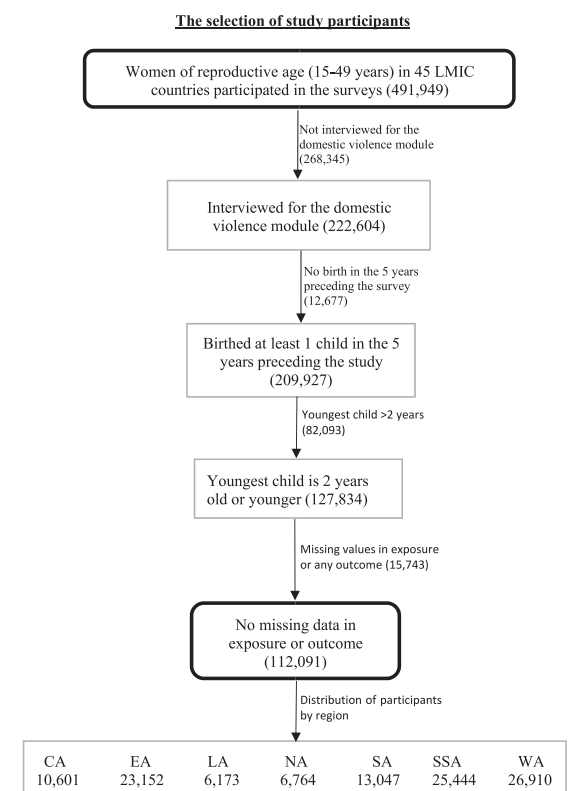 The selection of study participants
Women of reproductive age (15-49 years) in 45 LMIC
countries participated in the surveys (491,949)
Not interviewed for the
domestic violence module
(268,345)
Interviewed for the domestic
violence module (222,604)
No birth in the 5 years
preceding the survey
(12,677)
Birthed at least 1 child in the 5
years preceding the study
(209,927)
Youngest child >2 years
(82,093)
Youngest child is 2 years
old or younger (127,834)
Missing values in exposure
or any outcome (15,743)
No missing data in
exposure or outcome
(112,091)
Distribution of participants
by region
CA EA LA NA SA SSA WA
10,601 23,152 6,173 6,764 13,047 25,444 26,910